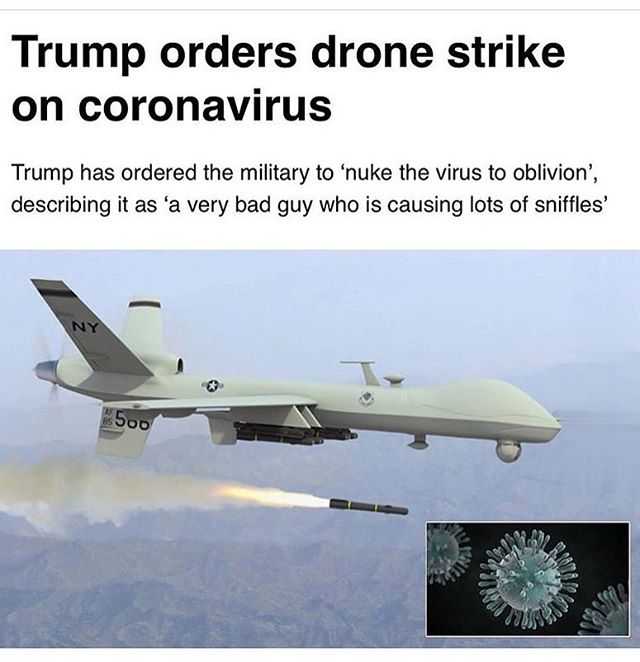 Trump orders drone strike
on coronavirus
Trump has ordered the military to ‘nuke the virus to oblivion’,
describing it as ‘a very bad guy who is causing lots of sniffles’
NY
AF
85 500